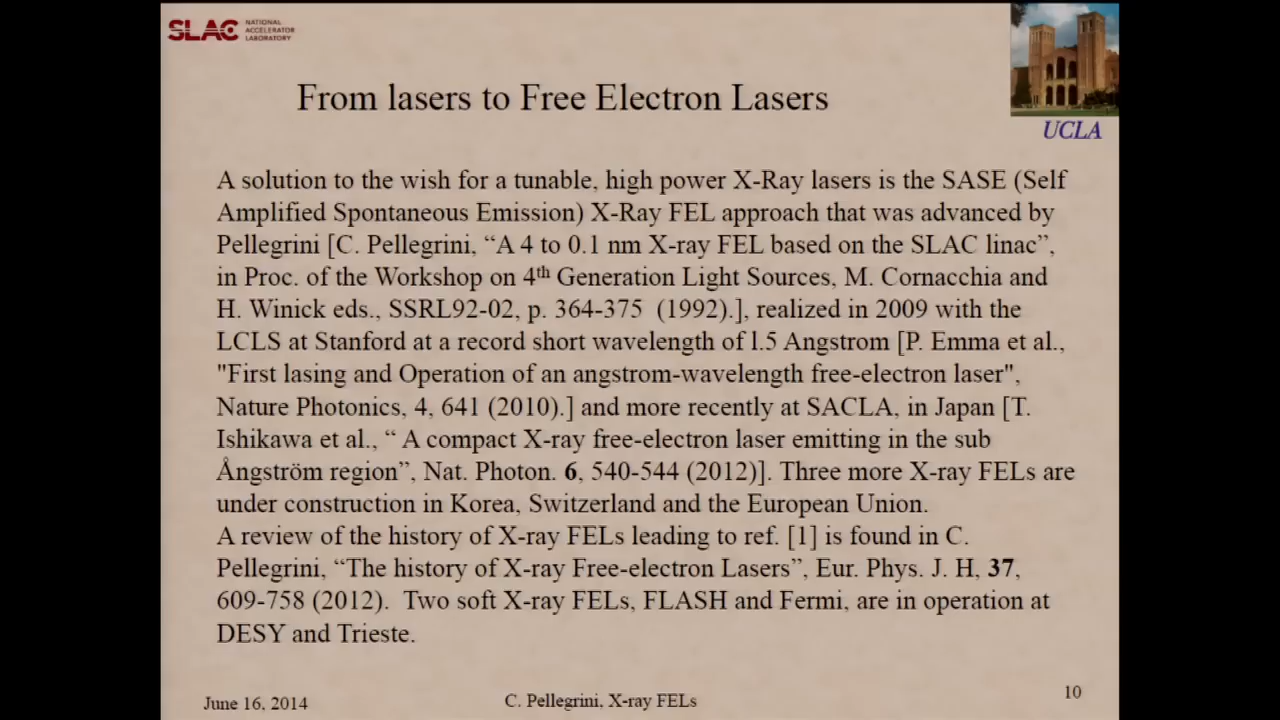 SLAC NATIONAL
ACCELERATOR
LABORATORY
UCLA
From lasers to Free Electron Lasers
A solution to the wish for a tunable, high power X-Ray lasers is the SASE (Self
Amplified Spontaneous Emission) X-Ray FEL approach that was advanced by
Pellegrini [C. Pellegrini, “A 4 to 0.1 nm X-ray FEL based on the SLAC linac”,
in Proc. of the Workshop on 4th Generation Light Sources, M. Cornacchia and
H. Winick eds., SSRL92-02, p. 364-375 (1992).], realized in 2009 with the
LCLS at Stanford at a record short wavelength of l.5 Angstrom [P. Emma et al.,
"First lasing and Operation of an angstrom-wavelength free-electron laser",
Nature Photonics, 4, 641 (2010).] and more recently at SACLA, in Japan [T.
Ishikawa et al., “ A compact X-ray free-electron laser emitting in the sub
Ångström region”, Nat. Photon. 6, 540-544 (2012)]. Three more X-ray FELs are
under construction in Korea, Switzerland and the European Union.
A review of the history of X-ray FELs leading to ref. [1] is found in C.
Pellegrini, “The history of X-ray Free-electron Lasers”, Eur. Phys. J. H, 37,
609-758 (2012). Two soft X-ray FELs, FLASH and Fermi, are in operation at
DESY and Trieste.
June 16, 2014
C. Pellegrini, X-ray FELs
10